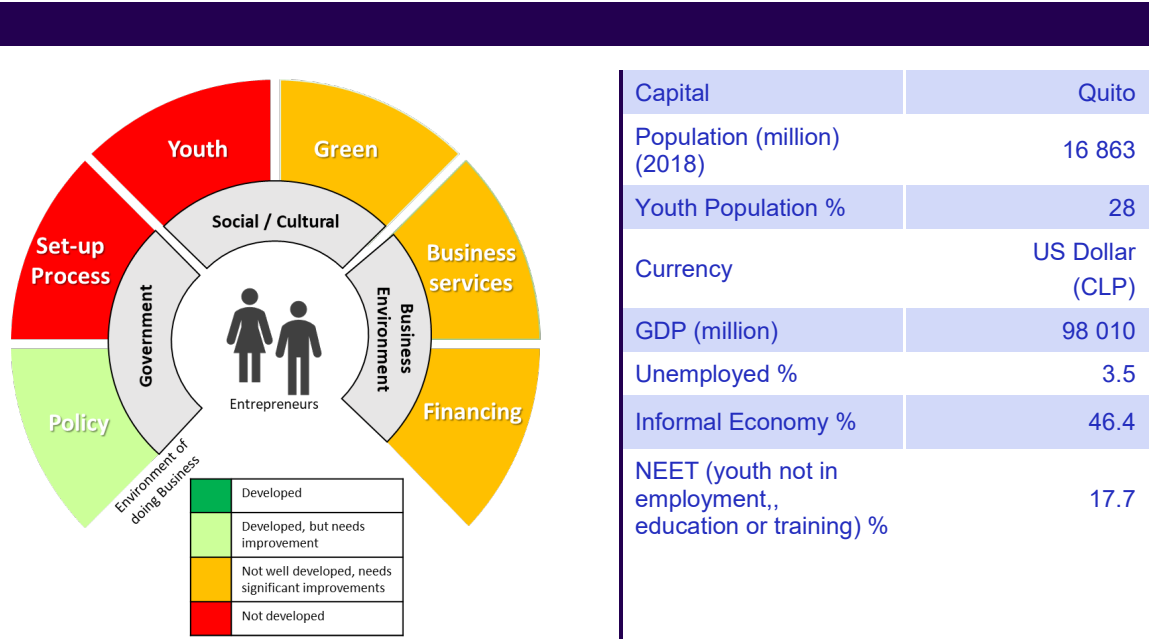 Youth
Green
Set-up
Process
Social / Cultural
Business
services
Government
Business
Environment
Entrepreneurs
Policy
Financing
Environment of
doing Business
Developed
Developed, but needs
improvement
Not well developed, needs
significant improvements
Not developed
Capital Quito
Population (million)
(2018) 16 863
Youth Population % 28
Currency US Dollar
(CLP)
GDP (million) 98 010
Unemployed % 3.5
Informal Economy % 46.4
NEET (youth not in
employment,,
education or training) % 17.7